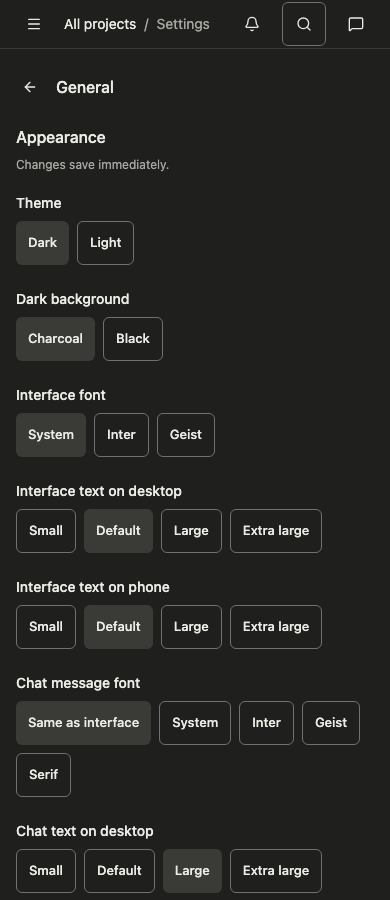 All projects / Settings
General
Appearance
Changes save immediately.
Theme
Dark Light
Dark background
Charcoal Black
Interface font
System Inter Geist
Interface text on desktop
Small Default Large Extra large
Interface text on phone
Small Default Large Extra large
Chat message font
Same as interface System Inter Geist
Serif
Chat text on desktop
Small Default Large Extra large